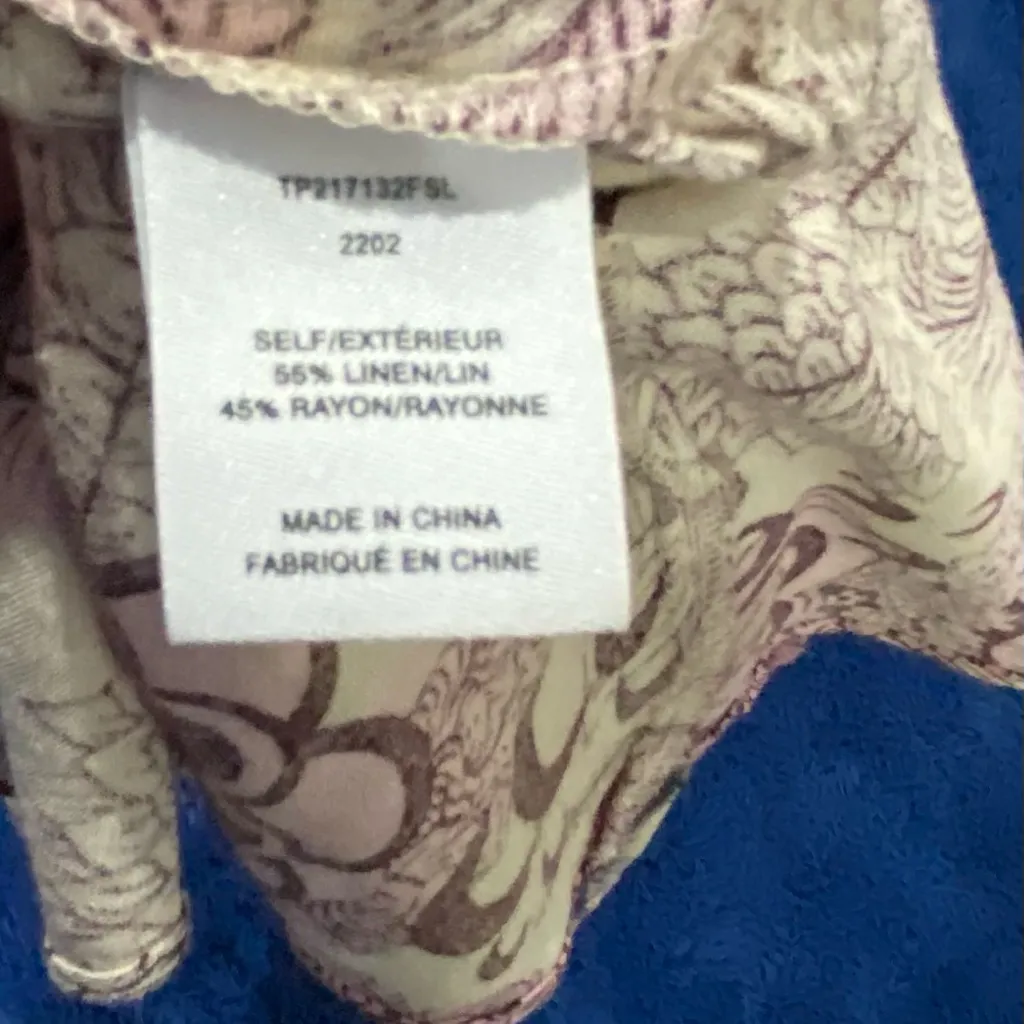 TP217132FSL
2202
SELF/EXTÉRIEUR
55% LINEN/LIN
45% RAYON/RAYONNE
MADE IN CHINA
FABRIQUÉ EN CHINE